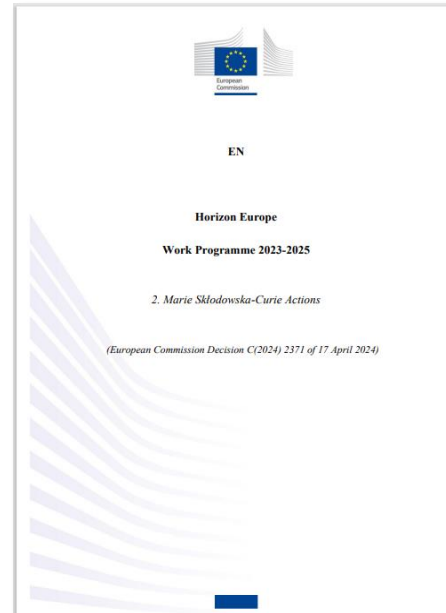 European
Commission
EN
Horizon Europe
Work Programme 2023-2025
2. Marie Skłodowska-Curie Actions
(European Commission Decision C(2024) 2371 of 17 April 2024)